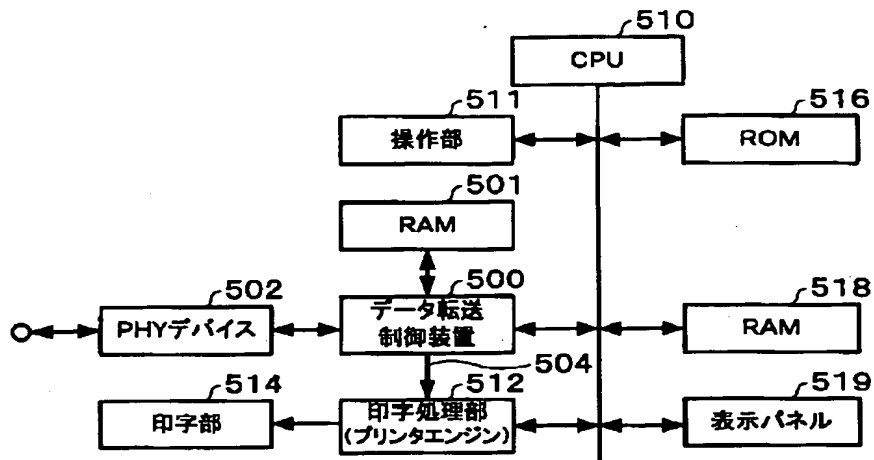 510
CPU
511
操作部
516
ROM
501
RAM
502
PHYデバイス
500
データ転送
制御装置
518
RAM
504
514
印字部
512
印字処理部
(プリンタエンジン)
519
表示パネル